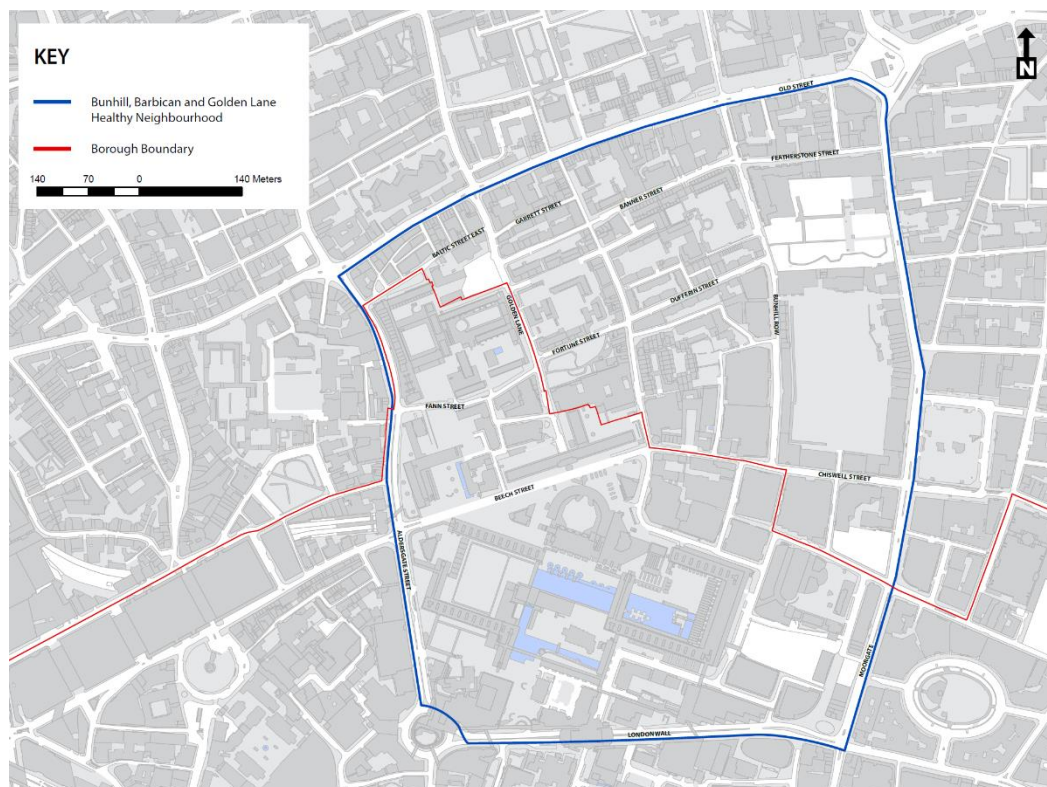 KEY
Bunhill, Barbican and Golden Lane
Healthy Neighbourhood
Borough Boundary
140 70 0 140 Meters
N
OLD STREET
FEATHERSTONE STREET
BANNER STREET
GARRETT STREET
BALTIC STREET EAST
DUFFERIN STREET
GOLDEN LANE
BUNHILL ROW
FORTUNE STREET
FANN STREET
CHISWELL STREET
BEECH STREET
ALDERSGATE STREET
MOORGATE
LONDON WALL